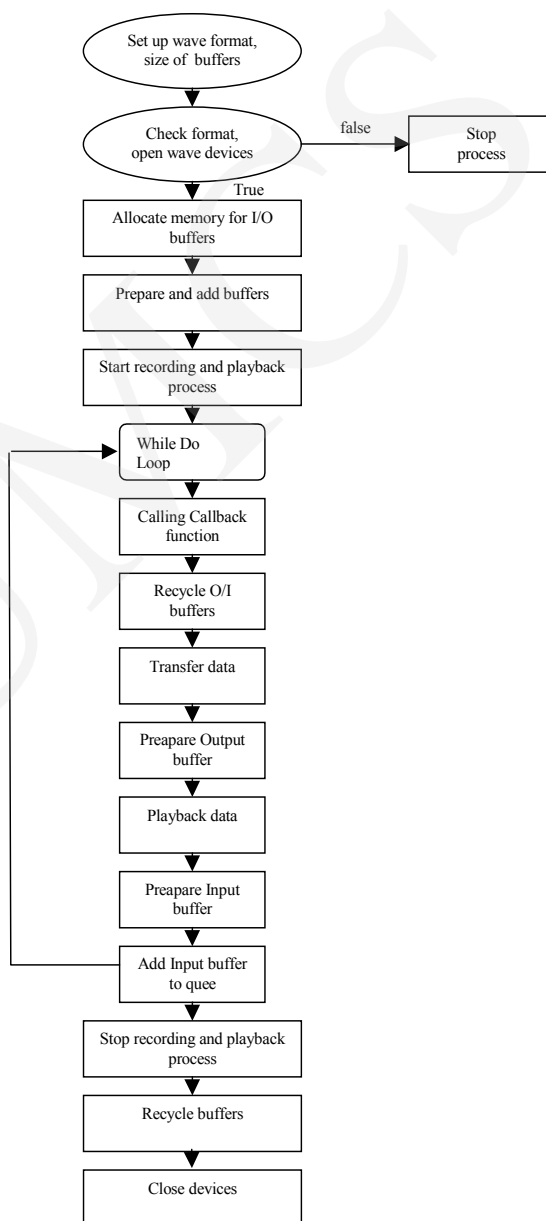 Set up wave format,
size of buffers
Check format,
open wave devices
false
Stop
process
True
Allocate memory for I/O
buffers
Prepare and add buffers
Start recording and playback
process
While Do
Loop
Calling Callback
function
Recycle O/I
buffers
Transfer data
Preapare Output
buffer
Playback data
Preapare Input
buffer
Add Input buffer
to quee
Stop recording and playback
process
Recycle buffers
Close devices